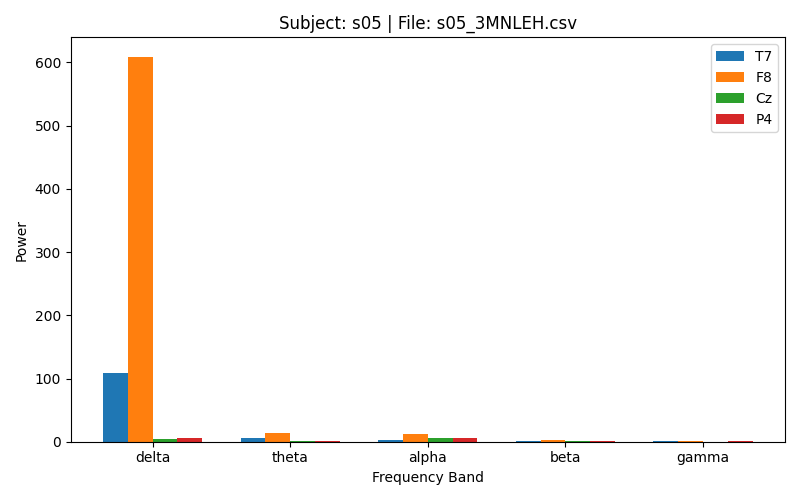 Subject: s05 | File: s05_3MNLEH.csv
T7
F8
Cz
P4
Power
600
500
400
300
200
100
0
delta theta alpha beta gamma
Frequency Band